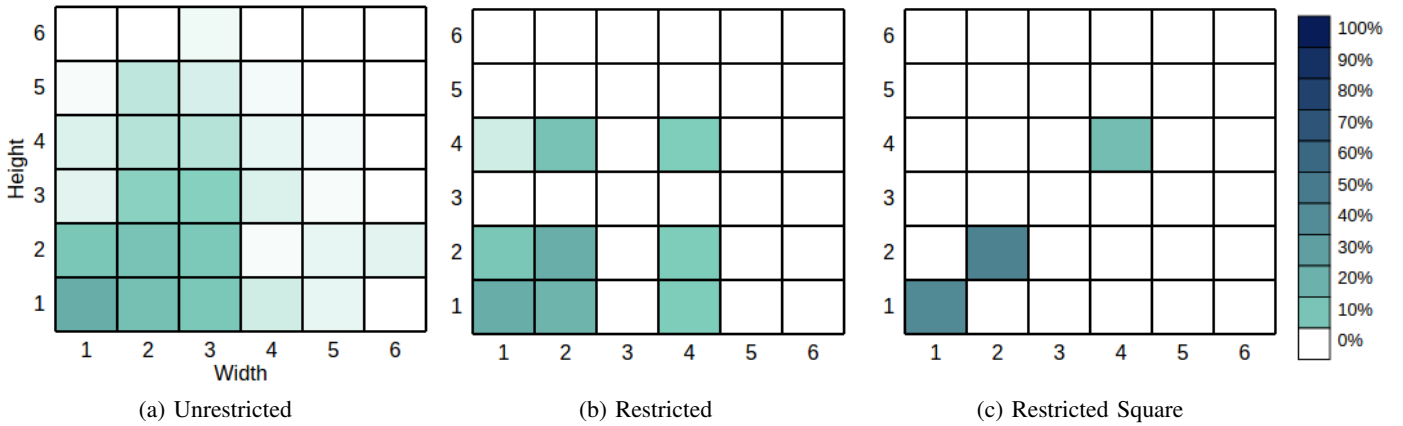 6 6 6 100%
5 5 5 90%
80%
4 4 4 70%
Height 60%
3 3 3 50%
40%
2 2 2 30%
20%
1 1 1 10%
0%
1 2 3 4 5 6 1 2 3 4 5 6 1 2 3 4 5 6
Width
(a) Unrestricted (b) Restricted (c) Restricted Square